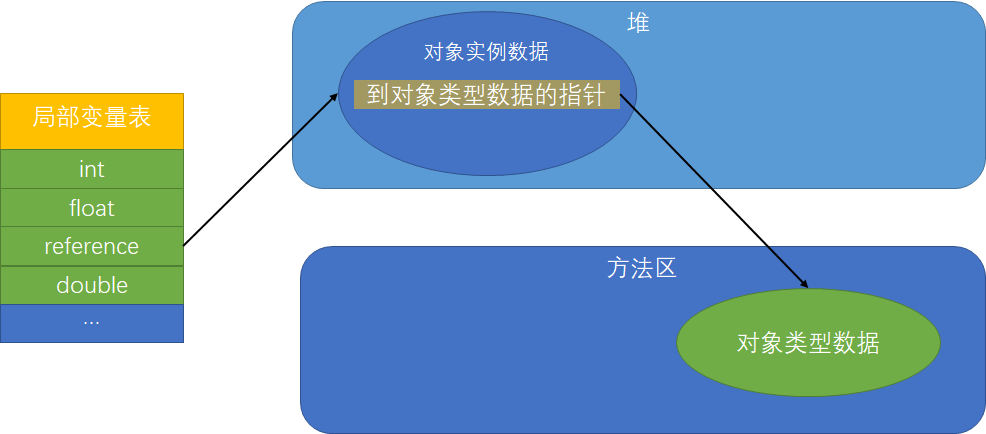 局部变量表
int
float
reference
double
...
堆
对象实例数据
到对象类型数据的指针
方法区
对象类型数据